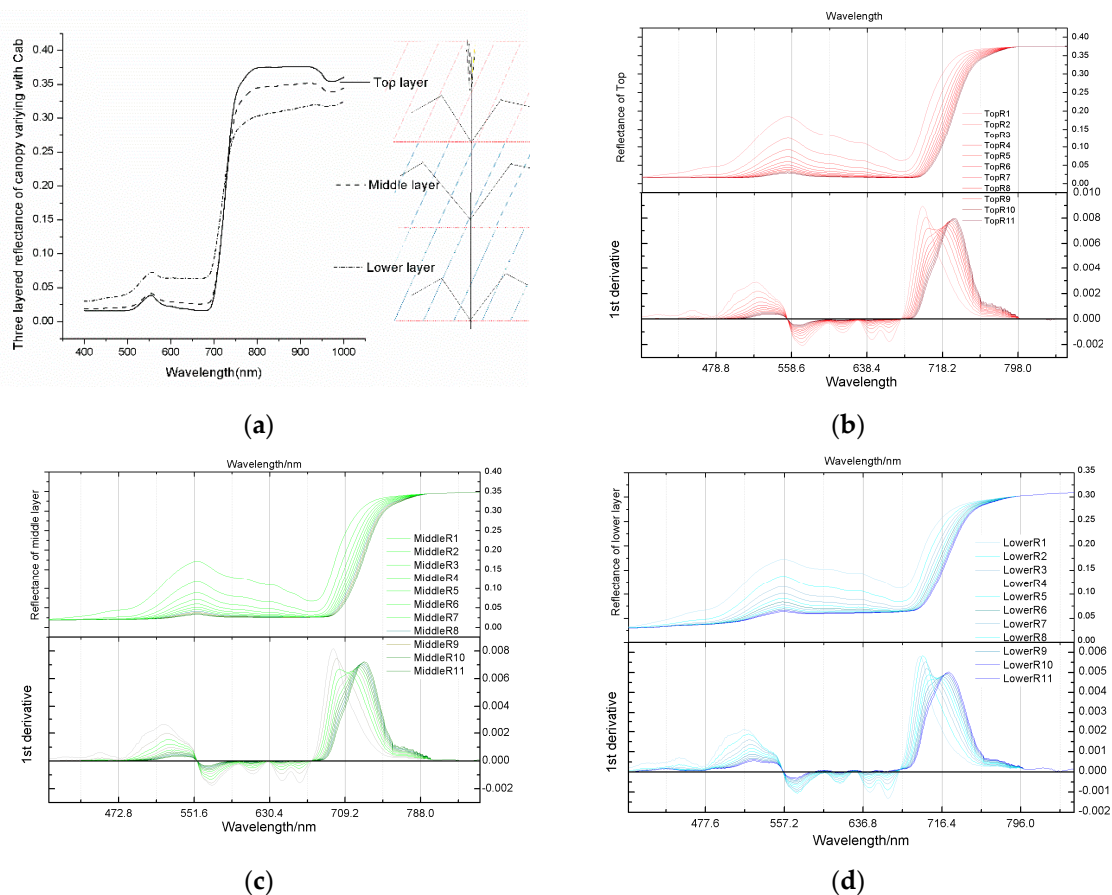 Three layered reflectance of canopy varying with Cab
0.40
0.35
0.30
0.25
0.20
0.15
0.10
0.05
0.00
400 500 600 700 800 900 1000
Wavelength(nm)
Top layer
Middle layer
Lower layer
(a)
Wavelength
Reflectance of Top
0.40
0.35
0.30
0.25
0.20
0.15
0.10
0.05
0.00
TopR1
TopR2
TopR3
TopR4
TopR5
TopR6
TopR7
TopR8
TopR9
TopR10
TopR11
1st derivative
0.010
0.008
0.006
0.004
0.002
0.000
-0.002
478.8 558.6 638.4 718.2 798.0
Wavelength
(b)
Wavelength/nm
Reflectance of middle layer
0.40
0.35
0.30
0.25
0.20
0.15
0.10
0.05
0.00
MiddleR1
MiddleR2
MiddleR3
MiddleR4
MiddleR5
MiddleR6
MiddleR7
MiddleR8
MiddleR9
MiddleR10
MiddleR11
1st derivative
0.008
0.006
0.004
0.002
0.000
-0.002
472.8 551.6 630.4 709.2 788.0
Wavelength/nm
(c)
Wavelength/nm
Reflectance of lower layer
0.35
0.30
0.25
0.20
0.15
0.10
0.05
0.00
LowerR1
LowerR2
LowerR3
LowerR4
LowerR5
LowerR6
LowerR7
LowerR8
LowerR9
LowerR10
LowerR11
1st derivative
0.006
0.005
0.004
0.003
0.002
0.001
0.000
-0.001
-0.002
477.6 557.2 636.8 716.4 796.0
Wavelength/nm
(d)